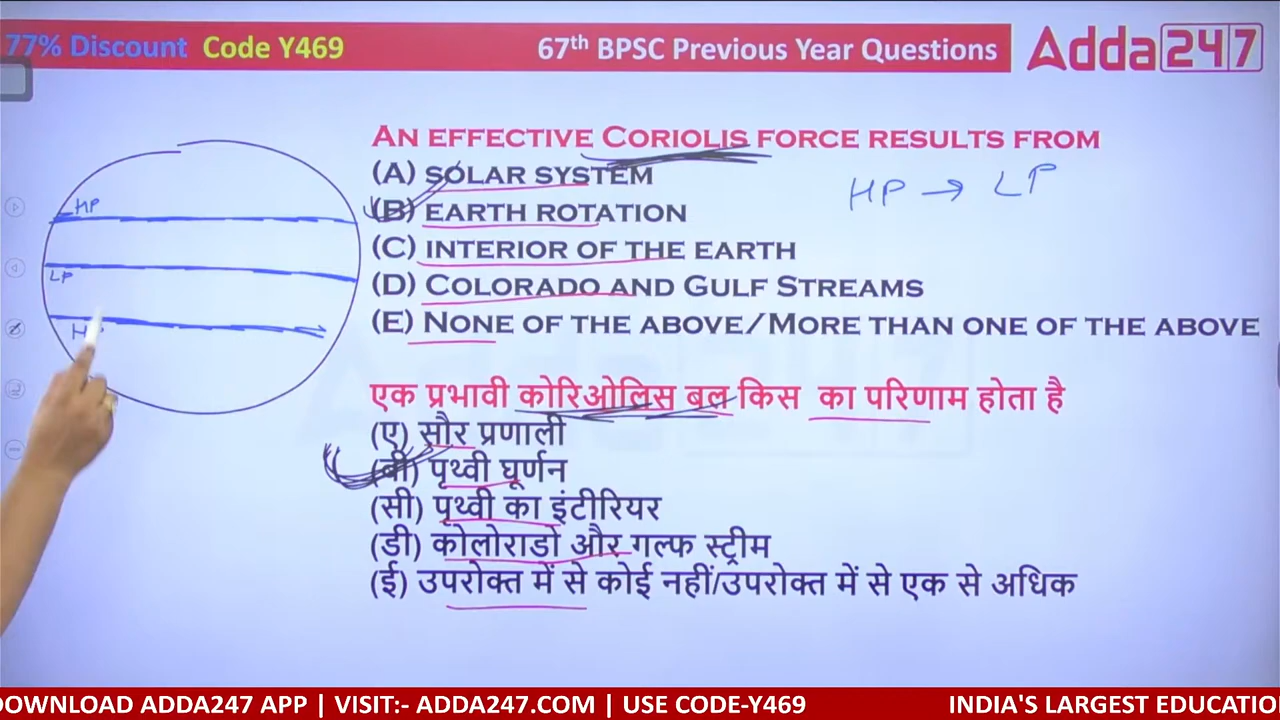 77% Discount Code Y469
67th BPSC Previous Year Questions
Adda247
AN EFFECTIVE CORIOLIS FORCE RESULTS FROM
(A) SOLAR SYSTEM
(B) EARTH ROTATION
(C) INTERIOR OF THE EARTH
(D) COLORADO AND GULF STREAMS
(E) NONE OF THE ABOVE/MORE THAN ONE OF THE ABOVE
HP → LP
HP
LP
एक प्रभावी कोरिओलिस बल किस का परिणाम होता है
(ए) सौर प्रणाली
(बी) पृथ्वी घूर्णन
(सी) पृथ्वी का इंटीरियर
(डी) कोलोराडो और गल्फ स्ट्रीम
(ई) उपरोक्त में से कोई नहीं/उपरोक्त में से एक से अधिक
DOWNLOAD ADDA247 APP | VISIT:- ADDA247.COM | USE CODE-Y469
INDIA'S LARGEST EDUCATIO